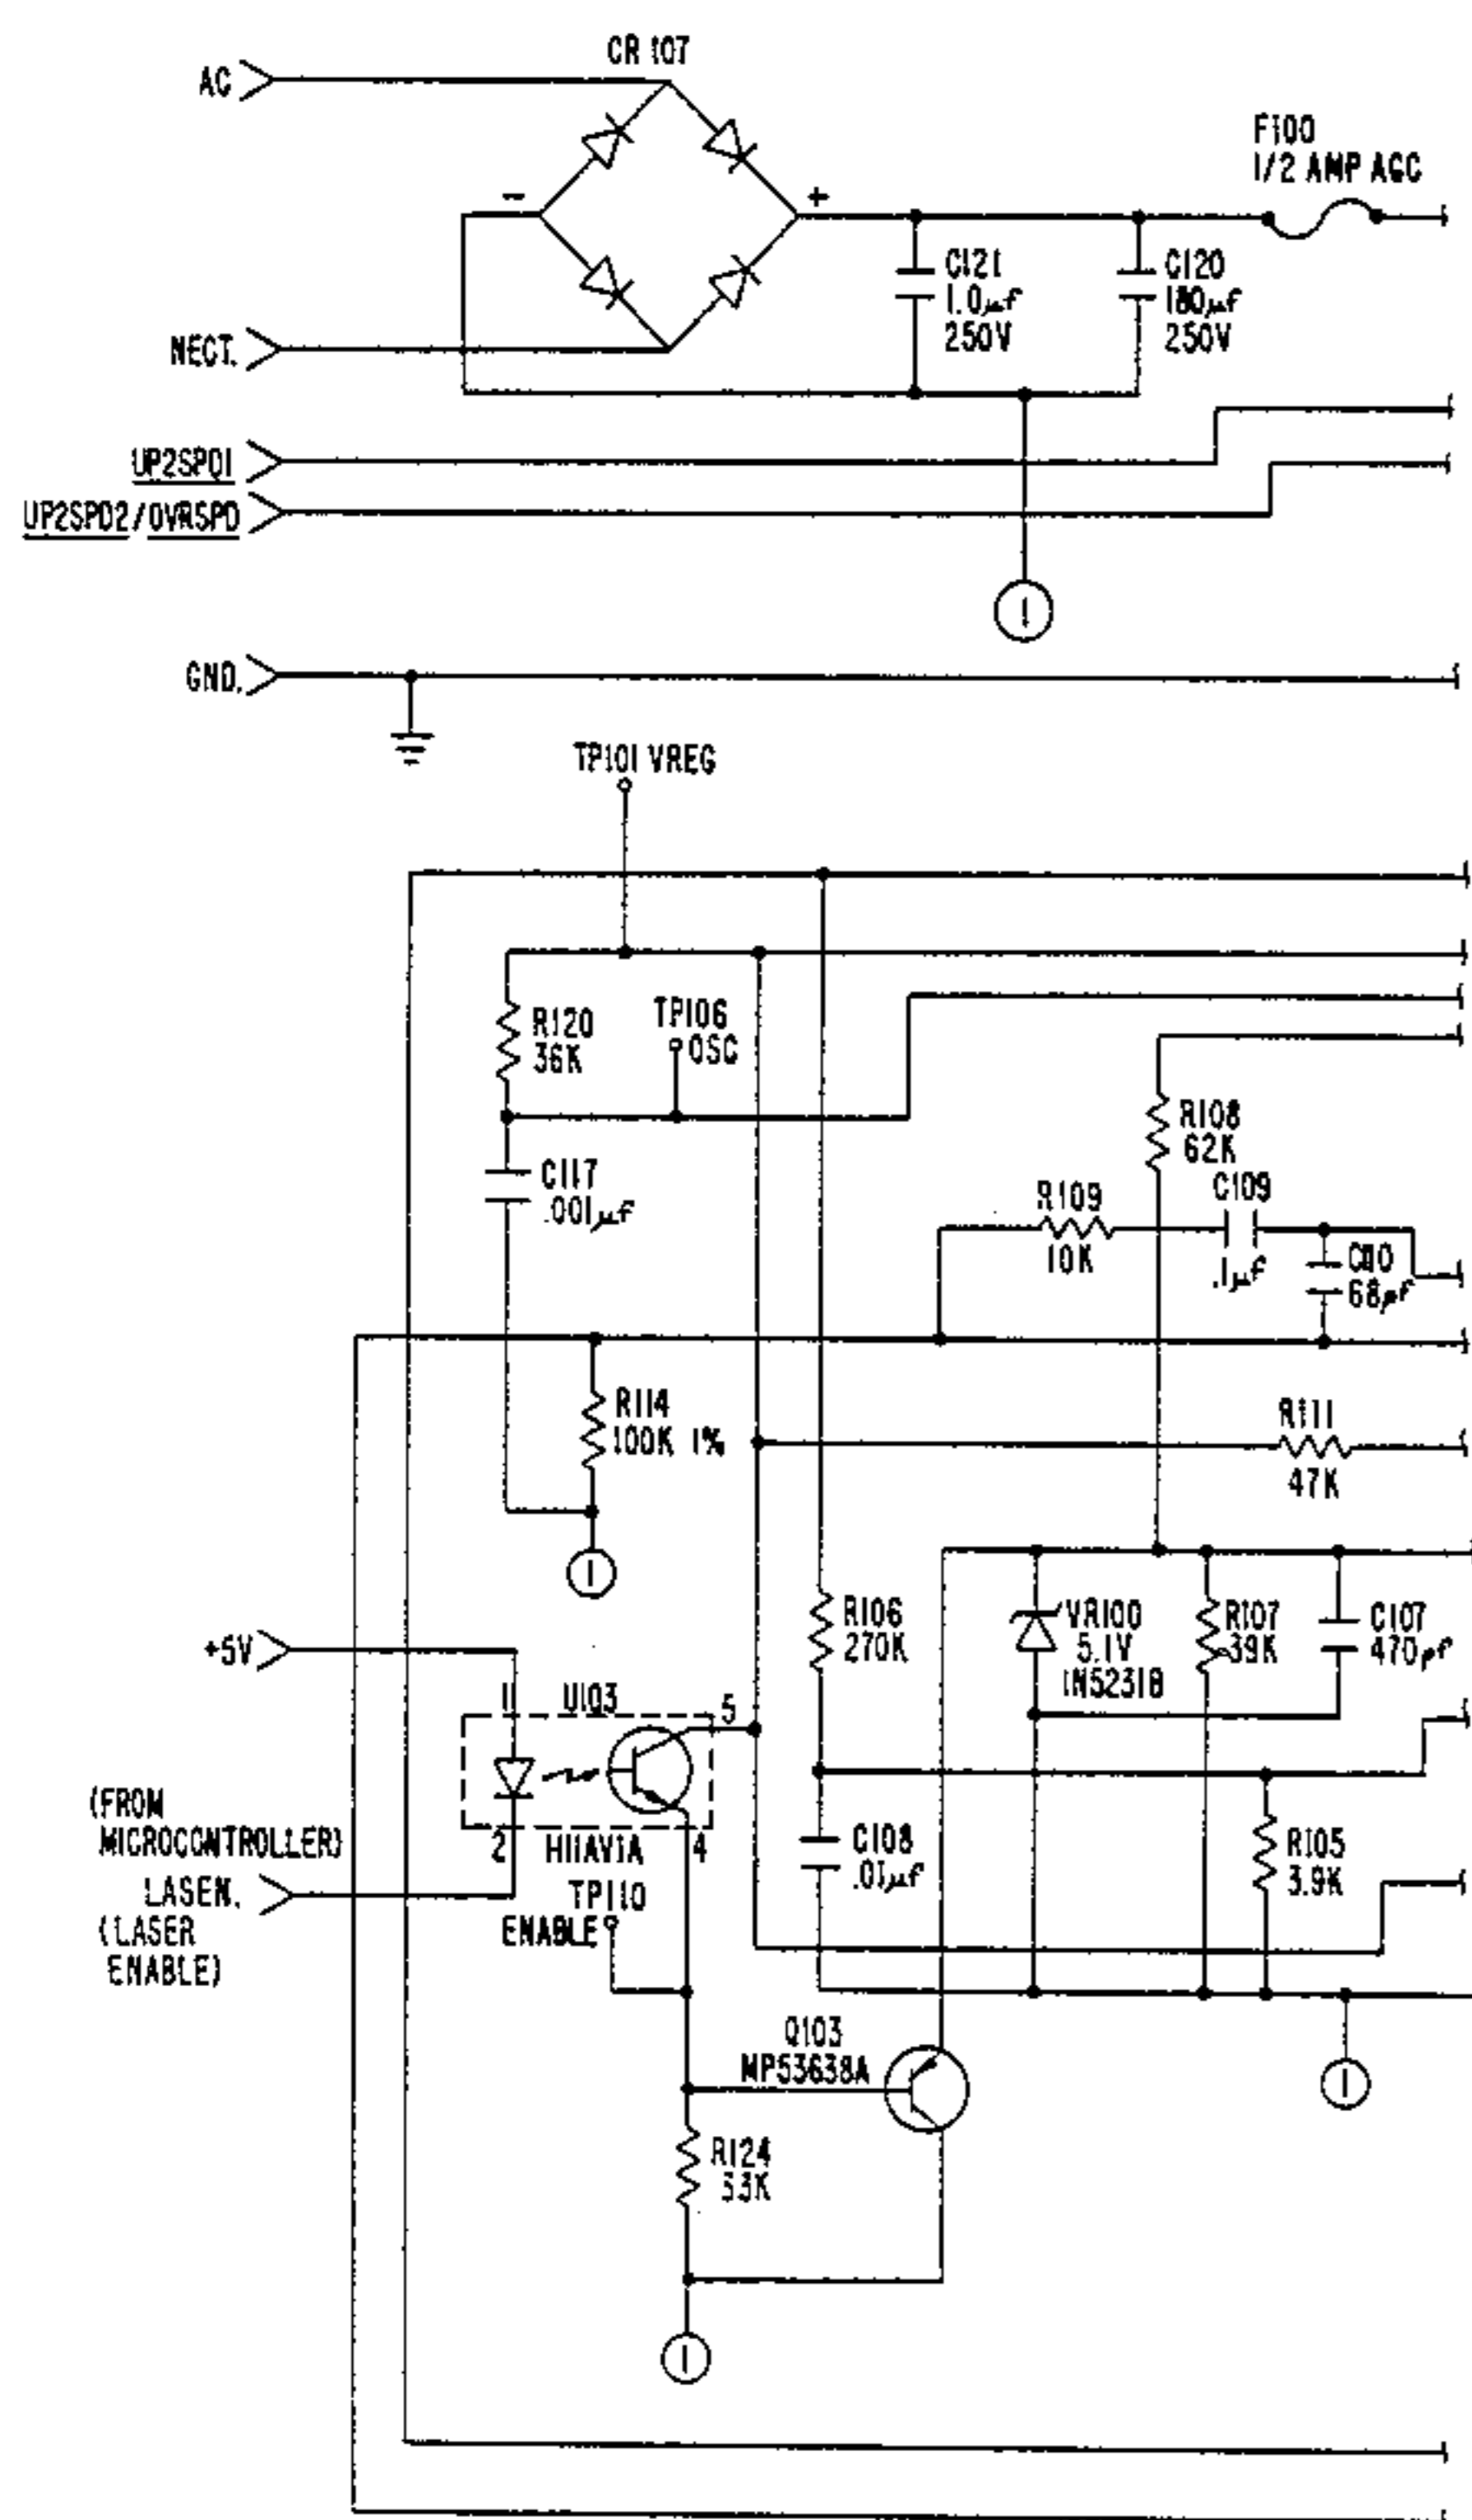 CR 107
AC
F100
1/2 AMP AGC
-
+
C121
1.0µf
250V
C120
180µf
250V
NECT.
UP2SPD1
UP2SPD2/OVRSPD
1
GND.
TP101 VREG
R120
36K
TP106
OSC
R108
62K
C117
.001µf
R109
10K
C109
.1µf
C110
68pf
R114
100K 1%
R111
47K
1
R106
270K
VR100
5.1V
1N5231B
R107
39K
C107
470pf
+5V
1
U103
5
(FROM
MICROCONTROLLER)
LASEN.
(LASER
ENABLE)
2
H11AV1A
4
C108
.01µf
R105
3.9K
TP110
ENABLE
Q103
MPS3638A
1
R124
33K
1